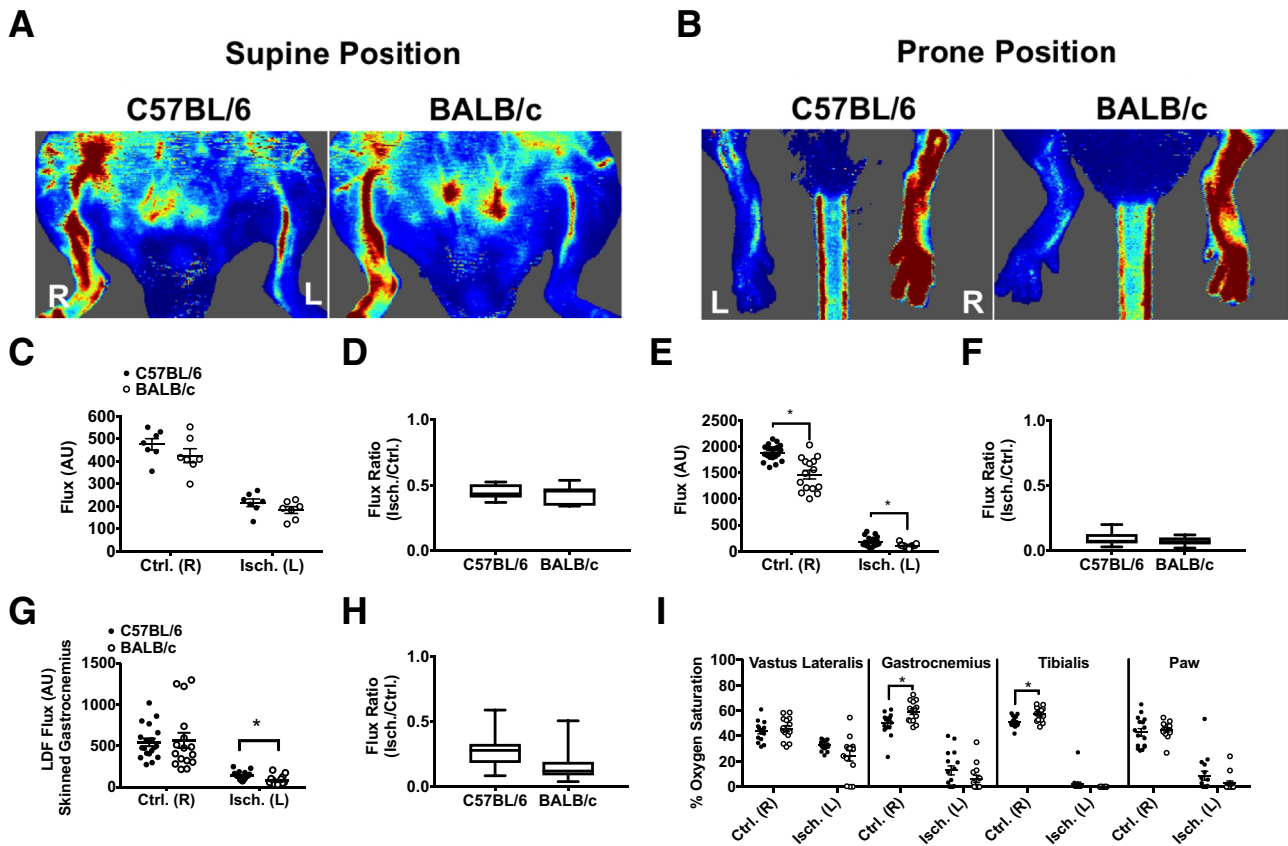 A
Supine Position
C57BL/6
BALB/c
R
L
B
Prone Position
C57BL/6
BALB/c
L
R
C
C57BL/6
BALB/c
Flux (AU)
600
500
400
300
200
100
0
Ctrl. (R)
Isch. (L)
D
Flux Ratio
(Isch./Ctrl.)
1.0
0.5
0.0
C57BL/6
BALB/c
E
Flux (AU)
2500
2000
1500
1000
500
0
*
*
Ctrl. (R)
Isch. (L)
F
Flux Ratio
(Isch./Ctrl.)
1.0
0.5
0.0
C57BL/6
BALB/c
G
C57BL/6
BALB/c
LDF Flux (AU)
Skinned Gastrocnemius
1500
1000
500
0
*
Ctrl. (R)
Isch. (L)
H
Flux Ratio
(Isch./Ctrl.)
1.0
0.5
0.0
C57BL/6
BALB/c
I
% Oxygen Saturation
100
80
60
40
20
0
Vastus Lateralis
Gastrocnemius
Tibialis
Paw
*
*
Ctrl. (R)
Isch. (L)
Ctrl. (R)
Isch. (L)
Ctrl. (R)
Isch. (L)
Ctrl. (R)
Isch. (L)